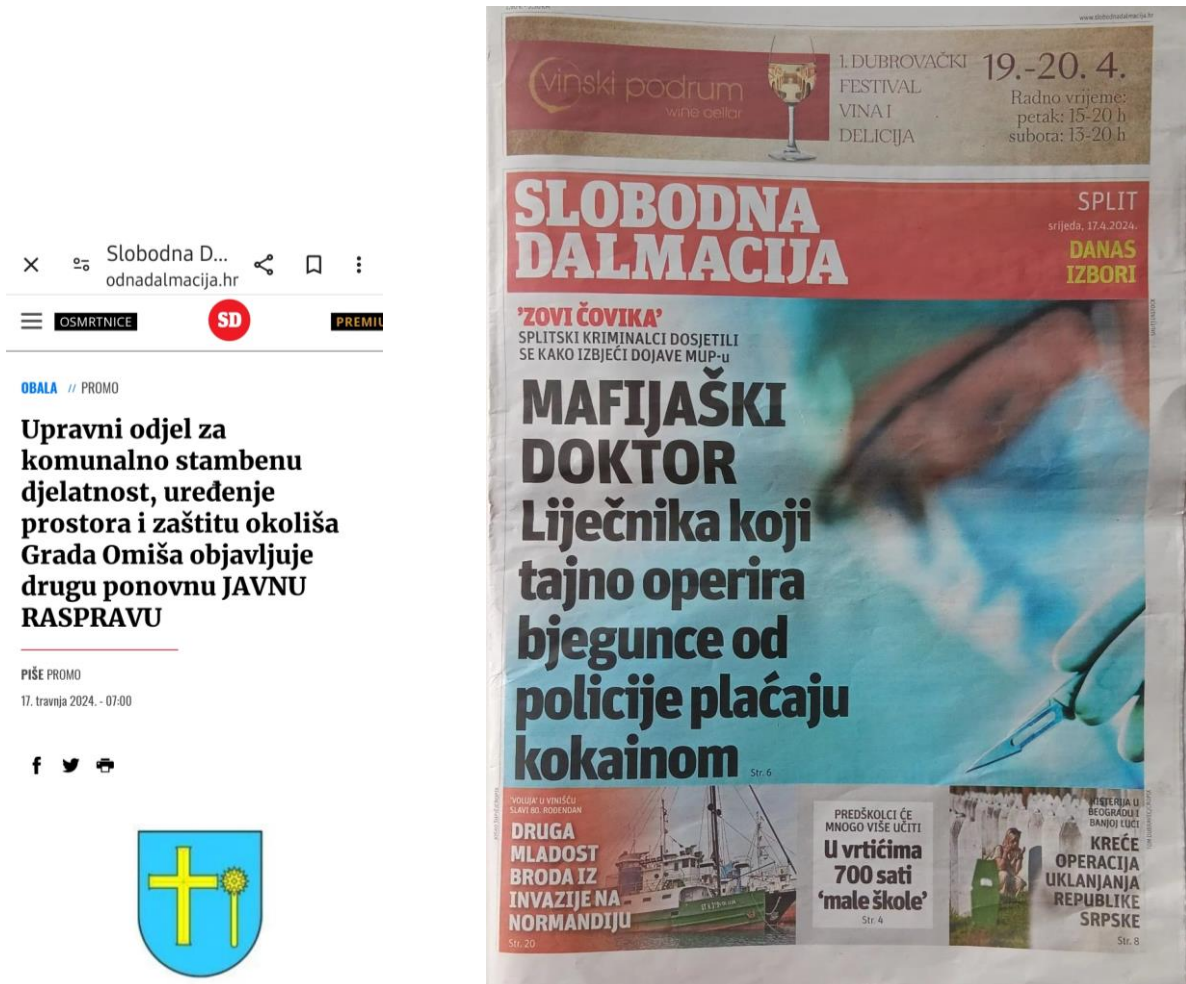 Slobodna D...
odnadalmacija.hr
OSMRTNICE
SD
PREMIU
OBALA // PROMO
Upravni odjel za
komunalno stambenu
djelatnost, uređenje
prostora i zaštitu okoliša
Grada Omiša objavljuje
drugu ponovnu JAVNU
RASPRAVU
PIŠE PROMO
17. travnja 2024. - 07:00
www.slobodnadalmacija.hr
vinski podrum
wine cellar
1. DUBROVAČKI
FESTIVAL
VINA I
DELICIJA
19.-20. 4.
Radno vrijeme:
petak: 15-20 h
subota: 13-20 h
SLOBODNA
DALMACIJA
SPLIT
srijeda, 17.4.2024.
DANAS
IZBORI
'ZOVI ČOVIKA'
SPLITSKI KRIMINALCI DOSJETILI
SE KAKO IZBJEĆI DOJAVE MUP-u
MAFIJAŠKI
DOKTOR
Liječnika koji
tajno operira
bjegunce od
policije plaćaju
kokainom
Str. 6
'VOLUJA' U VINIŠĆU
SLAVI 80. ROĐENDAN
DRUGA
MLADOST
BRODA IZ
INVAZIJE NA
NORMANDIJU
Str. 20
PREDŠKOLCI ĆE
MNOGO VIŠE UČITI
U vrtićima
700 sati
'male škole'
Str. 4
HISTERIJA U
BEOGRADU I
BANJOJ LUCI
KREĆE
OPERACIJA
UKLANJANJA
REPUBLIKE
SRPSKE
Str. 8